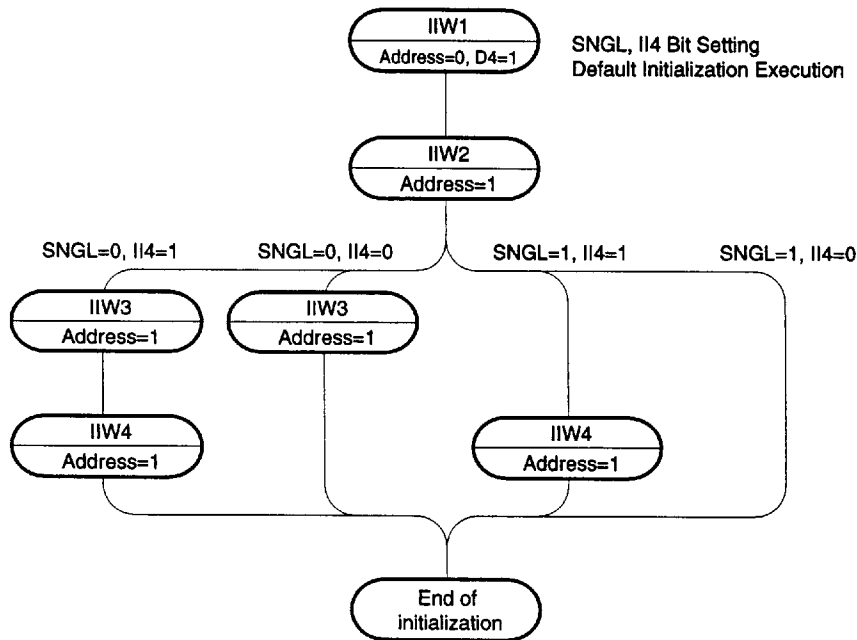 IIW1
Address=0, D4=1
SNGL, II4 Bit Setting
Default Initialization Execution
IIW2
Address=1
SNGL=0, II4=1
SNGL=0, II4=0
SNGL=1, II4=1
SNGL=1, II4=0
IIW3
Address=1
IIW3
Address=1
IIW4
Address=1
IIW4
Address=1
End of
initialization